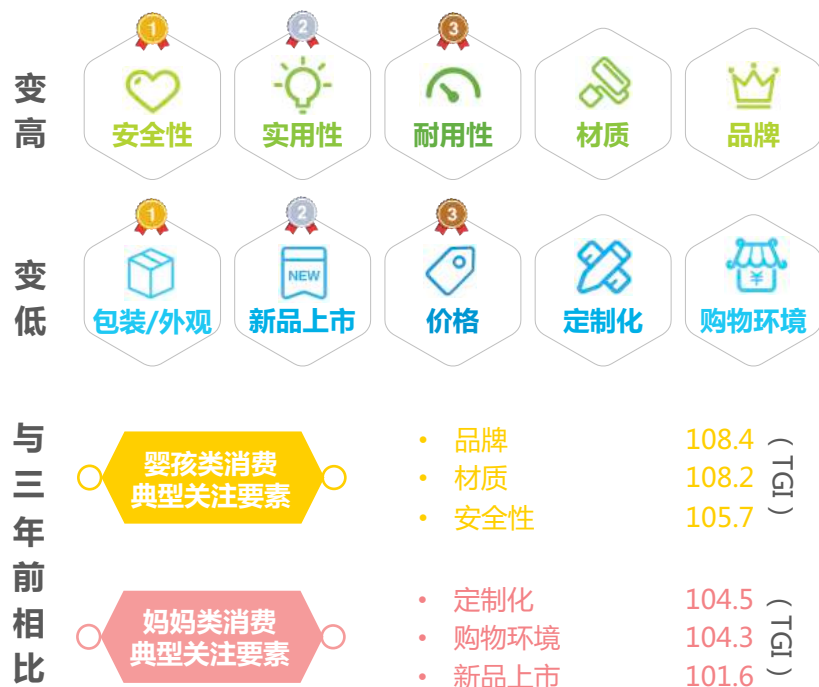 变高
1
2
3
安全性
实用性
耐用性
材质
品牌
变低
1
2
3
NEW
¥
包装/外观
新品上市
价格
定制化
购物环境
与三年前相比
婴孩类消费
典型关注要素
• 品牌 108.4
• 材质 108.2
• 安全性 105.7
(TGI)
妈妈类消费
典型关注要素
• 定制化 104.5
• 购物环境 104.3
• 新品上市 101.6
(TGI)